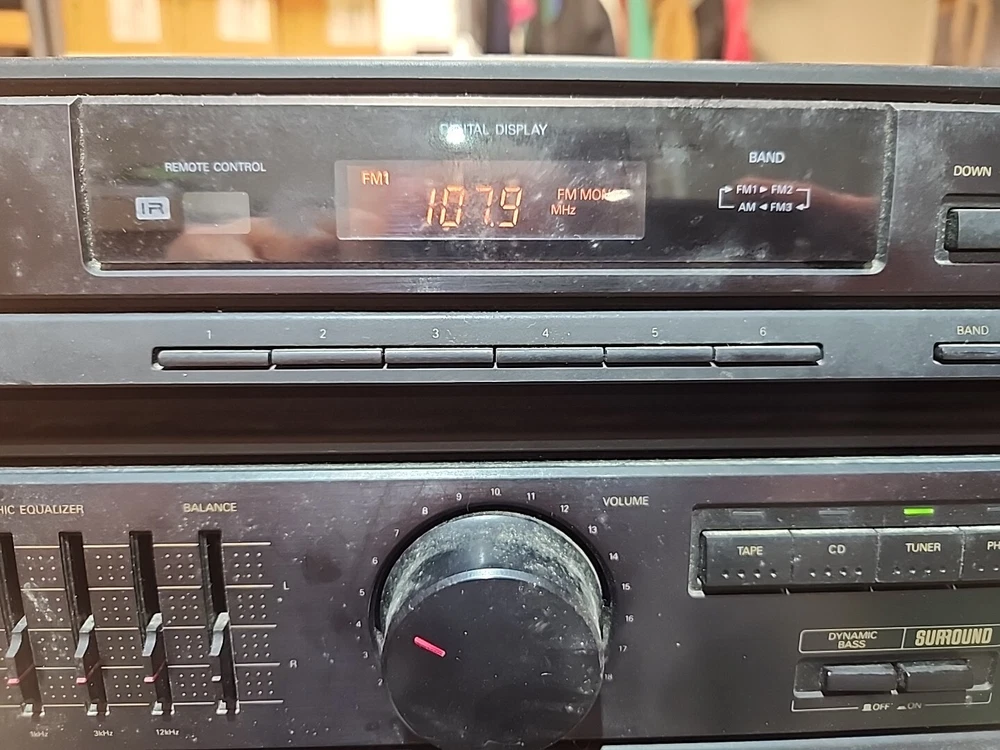 DIGITAL DISPLAY
REMOTE CONTROL
IR
FM1
107.9
FM MONO
MHz
BAND
FM1 ▶ FM2
AM ◀ FM3
DOWN
1 2 3 4 5 6
BAND
HIC EQUALIZER
BALANCE
L
R
1kHz 3kHz 12kHz
VOLUME
3 4 5 6 7 8 9 10 11 12 13 14 15 16 17 18
TAPE CD TUNER PH
DYNAMIC BASS
SURROUND
OFF ON